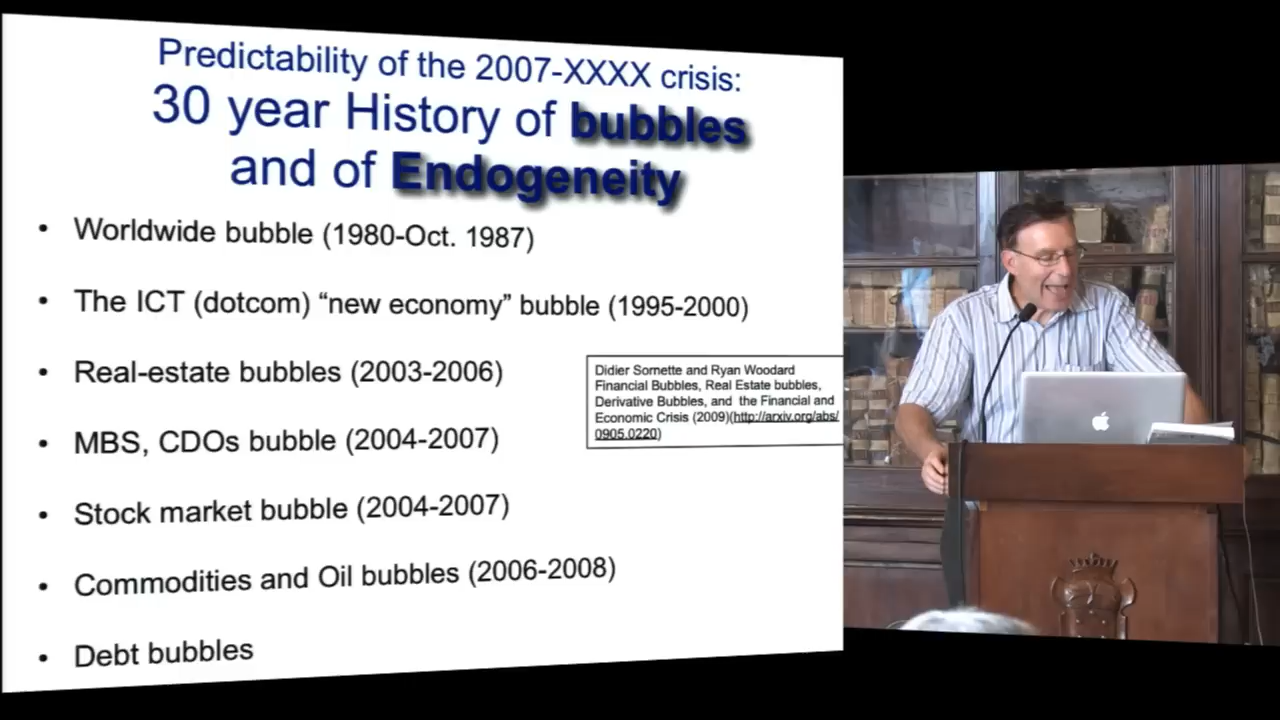 Predictability of the 2007-XXXX crisis:
30 year History of bubbles
and of Endogeneity
• Worldwide bubble (1980-Oct. 1987)
• The ICT (dotcom) “new economy” bubble (1995-2000)
• Real-estate bubbles (2003-2006)
• MBS, CDOs bubble (2004-2007)
• Stock market bubble (2004-2007)
• Commodities and Oil bubbles (2006-2008)
• Debt bubbles
Didier Sornette and Ryan Woodard
Financial Bubbles, Real Estate bubbles,
Derivative Bubbles, and the Financial and
Economic Crisis (2009)(http://arxiv.org/abs/
0905.0220)